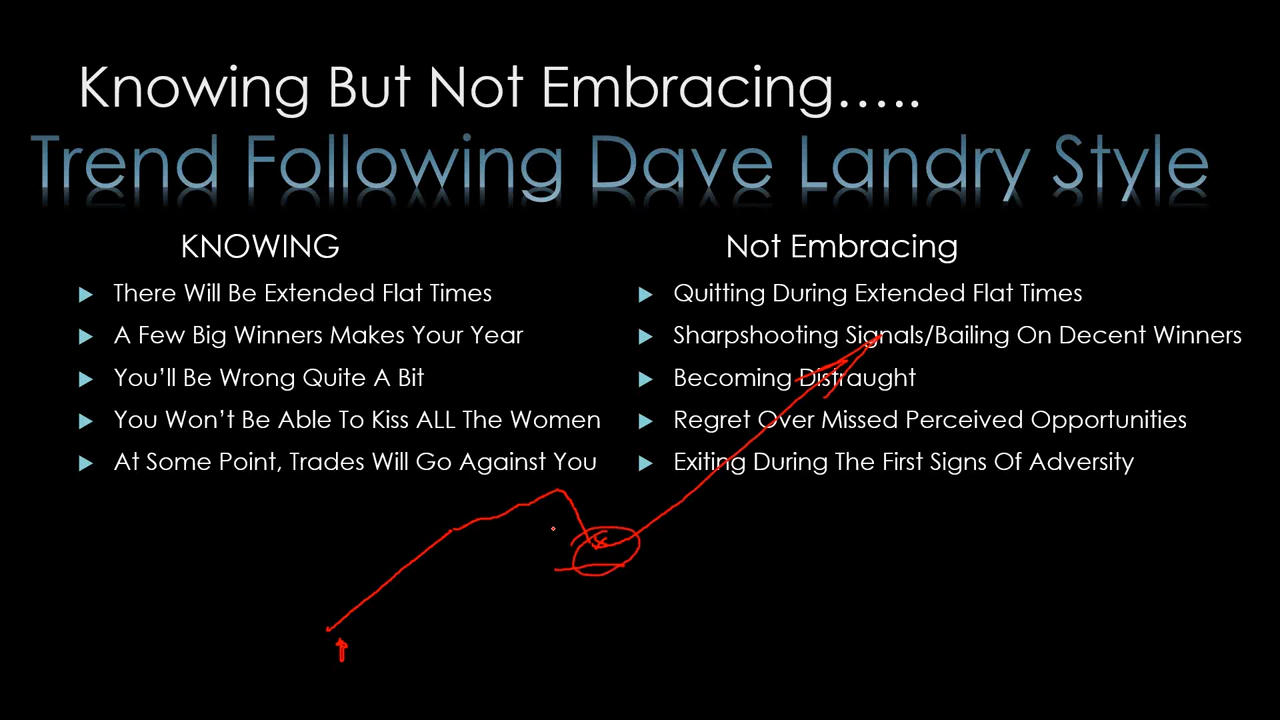 Knowing But Not Embracing…..
Trend Following Dave Landry Style
KNOWING
There Will Be Extended Flat Times
A Few Big Winners Makes Your Year
You'll Be Wrong Quite A Bit
You Won't Be Able To Kiss ALL The Women
At Some Point, Trades Will Go Against You
Not Embracing
Quitting During Extended Flat Times
Sharpshooting Signals/Bailing On Decent Winners
Becoming Distraught
Regret Over Missed Perceived Opportunities
Exiting During The First Signs Of Adversity